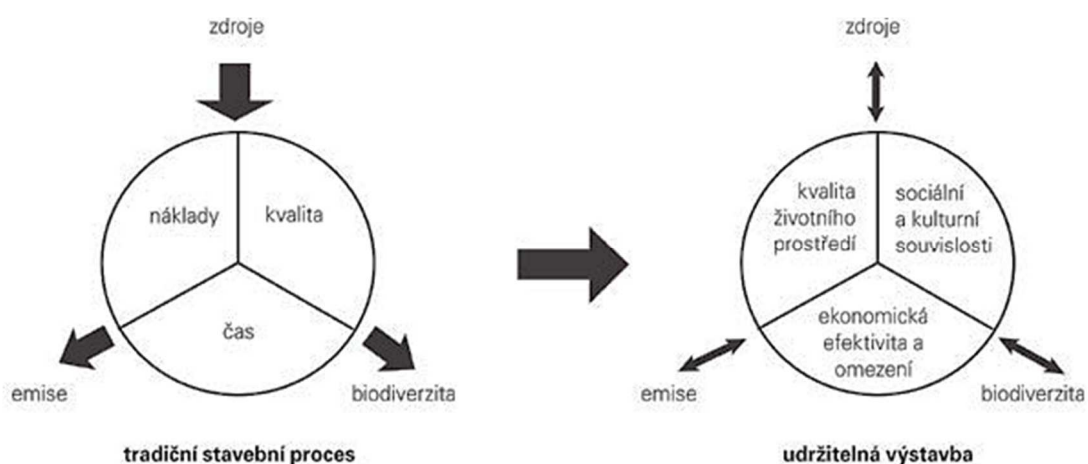 zdroje
náklady
kvalita
čas
emise
biodiverzita
tradiční stavební proces
zdroje
kvalita
životního
prostředí
sociální
a kulturní
souvislosti
ekonomická
efektivita a
omezení
emise
biodiverzita
udržitelná výstavba